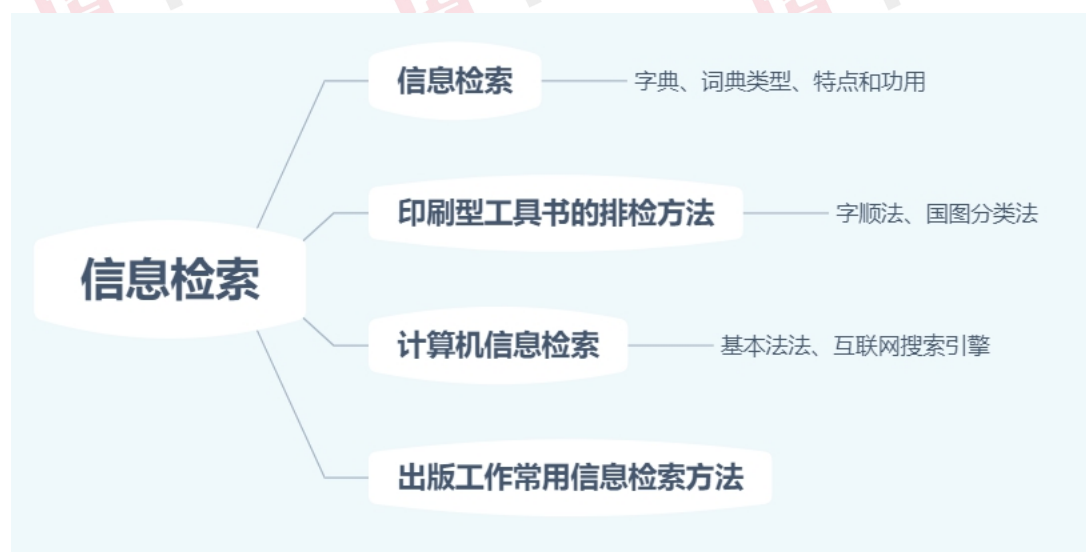 信息检索
信息检索
字典、词典类型、特点和功用
印刷型工具书的排检方法
字顺法、国图分类法
计算机信息检索
基本法法、互联网搜索引擎
出版工作常用信息检索方法